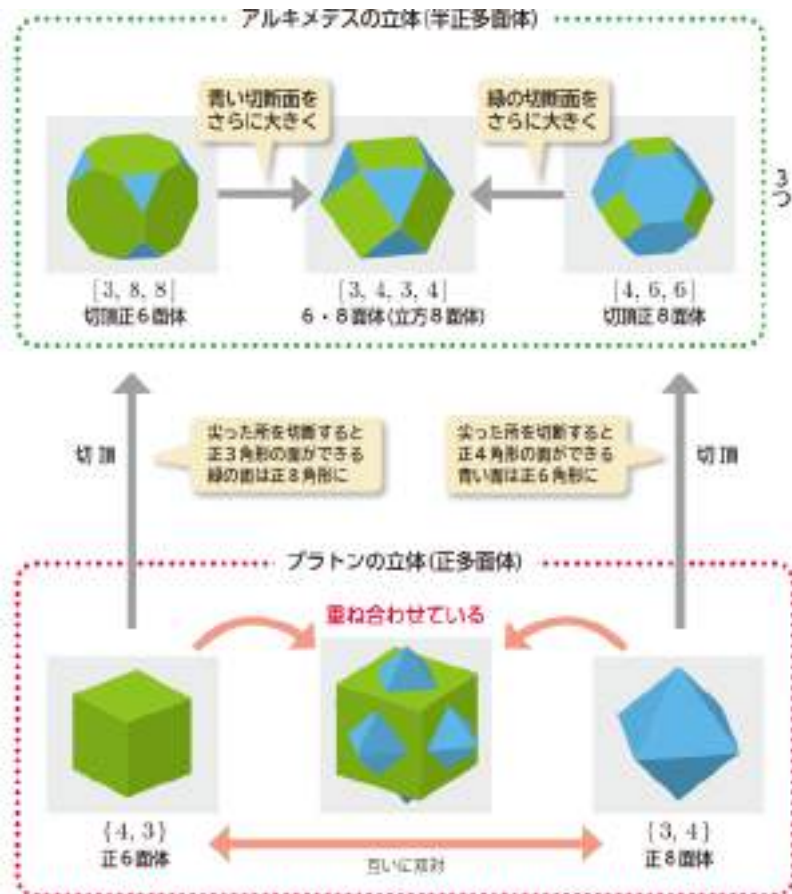 アルキメデスの立体(半正多面体)
青い切断面を
さらに大きく
緑の切断面を
さらに大きく
3つ
[3, 8, 8]
切頂正6面体
[3, 4, 3, 4]
6・8面体(立方8面体)
[4, 6, 6]
切頂正8面体
切頂
尖った所を切断すると
正3角形の面ができる
緑の面は正8角形に
尖った所を切断すると
正4角形の面ができる
青い面は正6角形に
切頂
プラトンの立体(正多面体)
重ね合わせている
{4, 3}
正6面体
互いに双対
{3, 4}
正8面体